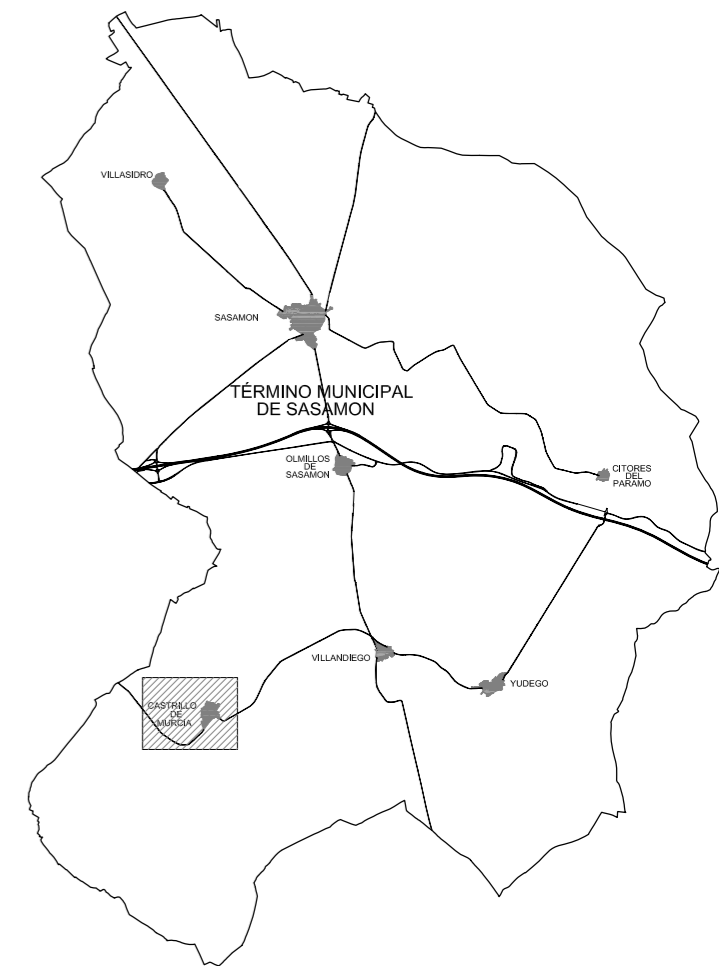 VILLASIDRO
SASAMON
TÉRMINO MUNICIPAL
DE SASAMON
OLMILLOS
DE
SASAMON
CITORES
DEL
PARAMO
VILLANDIEGO
YUDEGO
CASTRILLO
DE
MURCIA